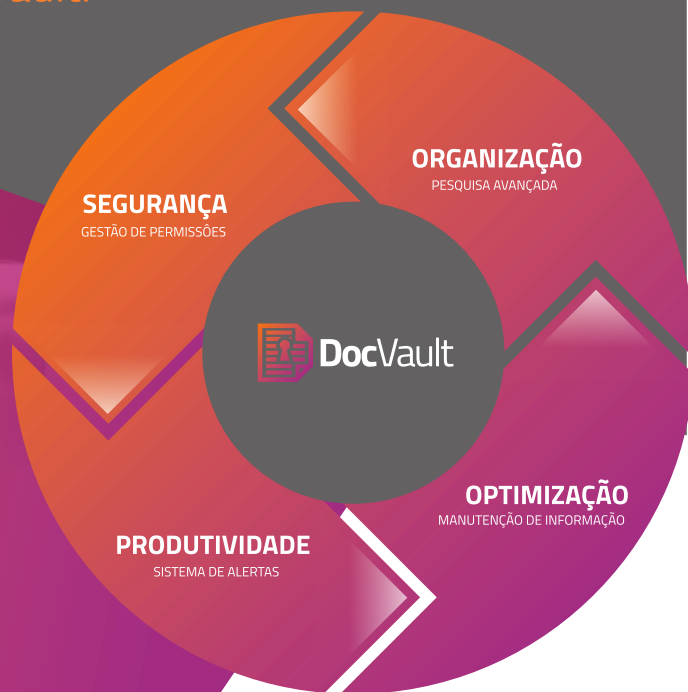 ORGANIZAÇÃO
PESQUISA AVANÇADA
SEGURANÇA
GESTÃO DE PERMISSÕES
DocVault
OPTIMIZAÇÃO
MANUTENÇÃO DE INFORMAÇÃO
PRODUTIVIDADE
SISTEMA DE ALERTAS